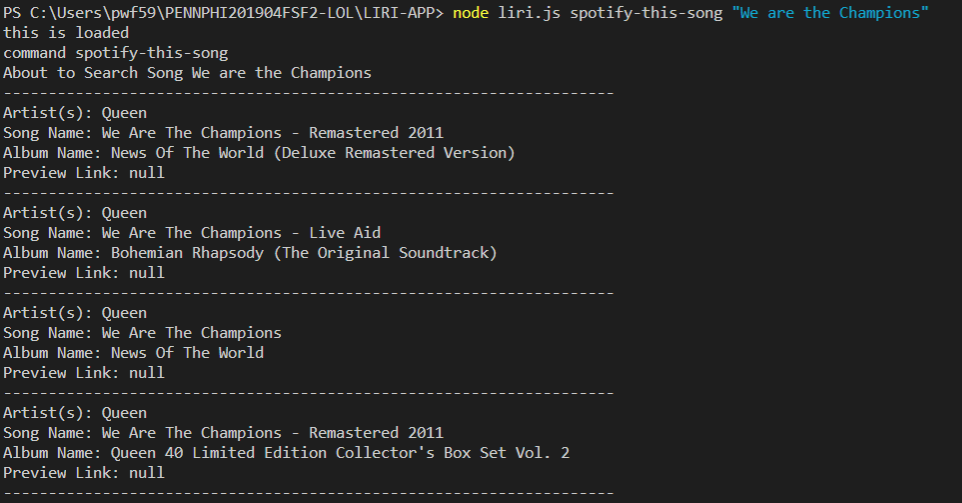 PS C:\Users\pwf59\PENNPHI201904FSF2-LOL\LIRI-APP> node liri.js spotify-this-song "We are the Champions"
this is loaded
command spotify-this-song
About to Search Song We are the Champions
--------------------------------------------------------------------
Artist(s): Queen
Song Name: We Are The Champions - Remastered 2011
Album Name: News Of The World (Deluxe Remastered Version)
Preview Link: null
--------------------------------------------------------------------
Artist(s): Queen
Song Name: We Are The Champions - Live Aid
Album Name: Bohemian Rhapsody (The Original Soundtrack)
Preview Link: null
--------------------------------------------------------------------
Artist(s): Queen
Song Name: We Are The Champions
Album Name: News Of The World
Preview Link: null
--------------------------------------------------------------------
Artist(s): Queen
Song Name: We Are The Champions - Remastered 2011
Album Name: Queen 40 Limited Edition Collector's Box Set Vol. 2
Preview Link: null
--------------------------------------------------------------------